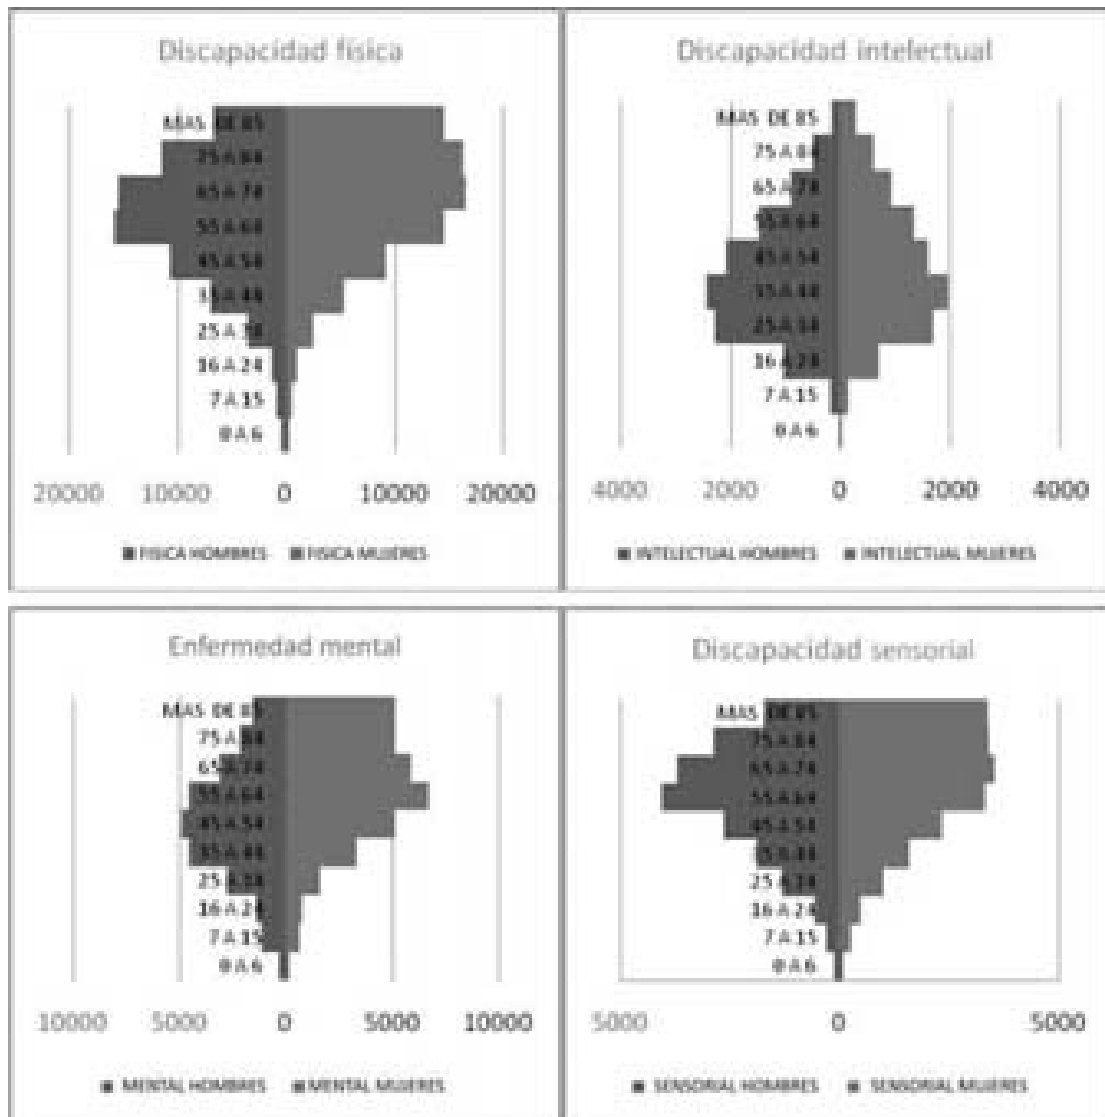 Discapacidad física
MAS DE 85
75 A 84
65 A 74
55 A 64
45 A 54
35 A 44
25 A 34
16 A 24
7 A 15
0 A 6
20000 10000 0 10000 20000
FISICA HOMBRES FISICA MUJERES
Discapacidad intelectual
MAS DE 85
75 A 84
65 A 74
55 A 64
45 A 54
35 A 44
25 A 34
16 A 24
7 A 15
0 A 6
4000 2000 0 2000 4000
INTELECTUAL HOMBRES INTELECTUAL MUJERES
Enfermedad mental
MAS DE 85
75 A 84
65 A 74
55 A 64
45 A 54
35 A 44
25 A 34
16 A 24
7 A 15
0 A 6
10000 5000 0 5000 10000
MENTAL HOMBRES MENTAL MUJERES
Discapacidad sensorial
MAS DE 85
75 A 84
65 A 74
55 A 64
45 A 54
35 A 44
25 A 34
16 A 24
7 A 15
0 A 6
5000 0 5000
SENSORIAL HOMBRES SENSORIAL MUJERES